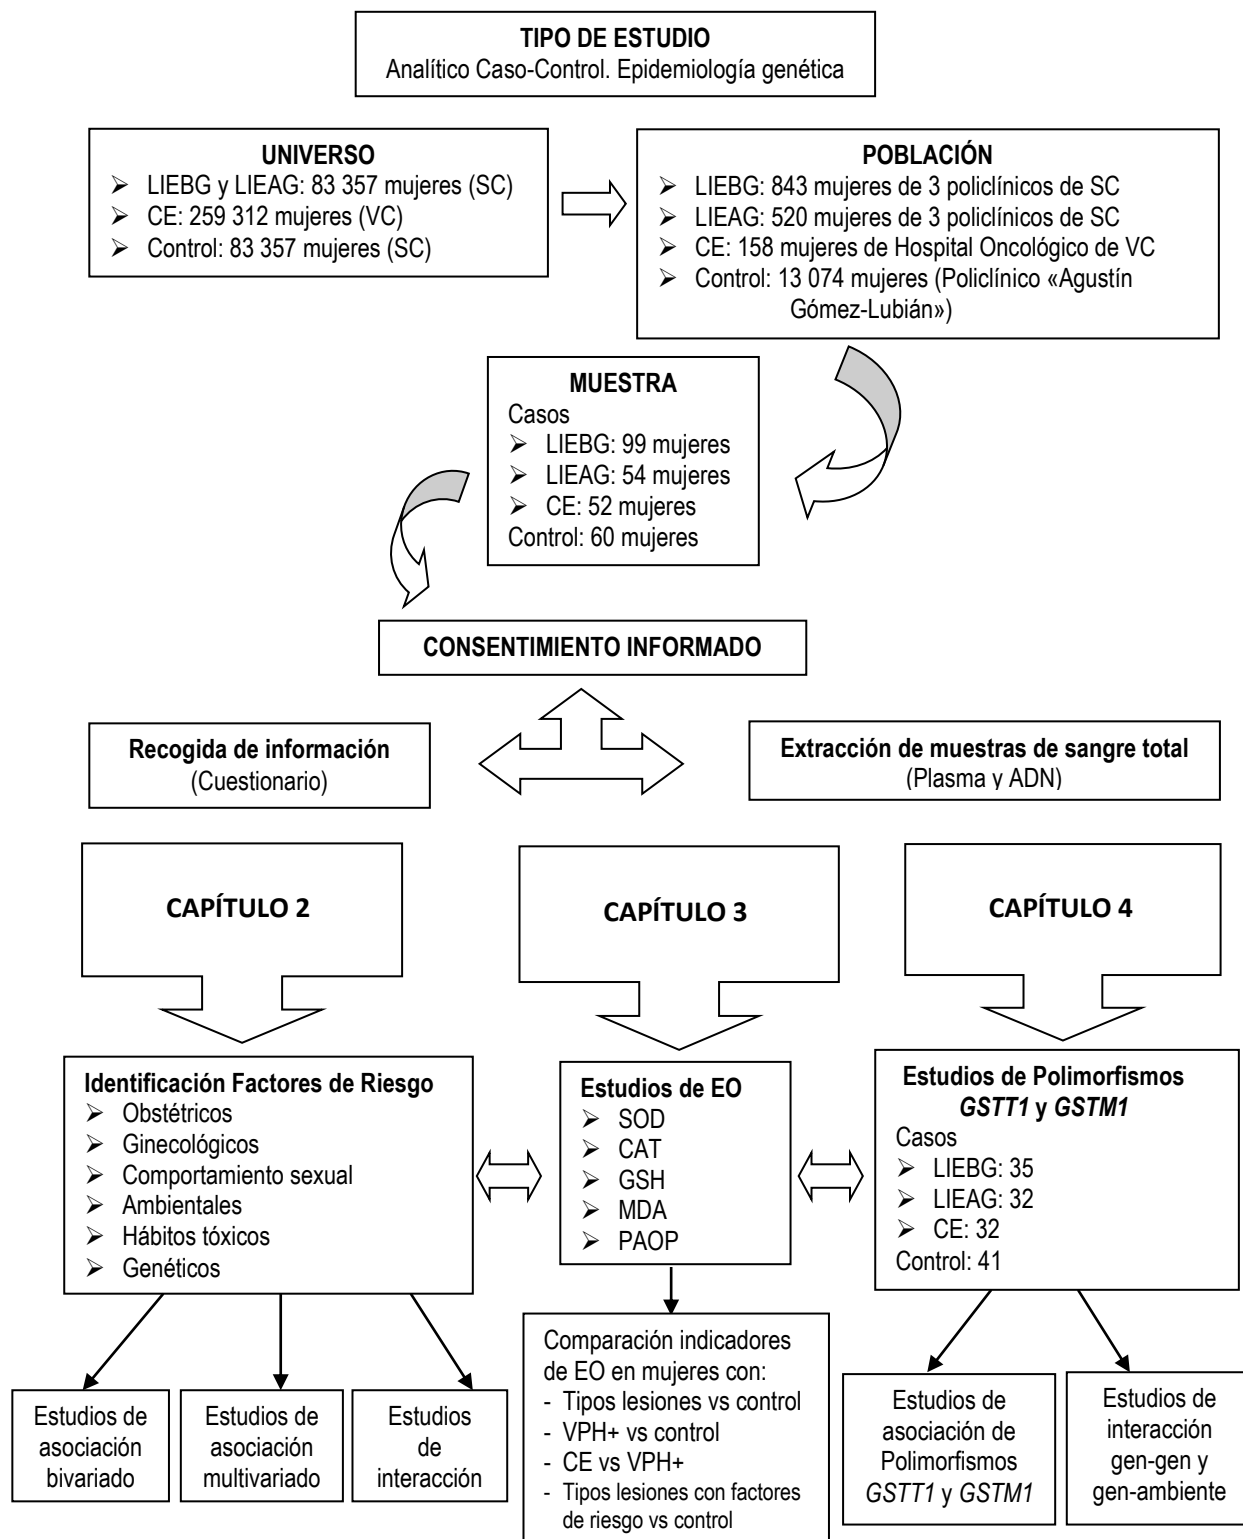 TIPO DE ESTUDIO
Analítico Caso-Control. Epidemiología genética
UNIVERSO
➢ LIEBG y LIEAG: 83 357 mujeres (SC)
➢ CE: 259 312 mujeres (VC)
➢ Control: 83 357 mujeres (SC)
POBLACIÓN
➢ LIEBG: 843 mujeres de 3 policlínicos de SC
➢ LIEAG: 520 mujeres de 3 policlínicos de SC
➢ CE: 158 mujeres de Hospital Oncológico de VC
➢ Control: 13 074 mujeres (Policlínico «Agustín
Gómez-Lubián»)
MUESTRA
Casos
➢ LIEBG: 99 mujeres
➢ LIEAG: 54 mujeres
➢ CE: 52 mujeres
Control: 60 mujeres
CONSENTIMIENTO INFORMADO
Recogida de información
(Cuestionario)
Extracción de muestras de sangre total
(Plasma y ADN)
CAPÍTULO 2
CAPÍTULO 3
CAPÍTULO 4
Identificación Factores de Riesgo
➢ Obstétricos
➢ Ginecológicos
➢ Comportamiento sexual
➢ Ambientales
➢ Hábitos tóxicos
➢ Genéticos
Estudios de EO
➢ SOD
➢ CAT
➢ GSH
➢ MDA
➢ PAOP
Estudios de Polimorfismos
GSTT1 y GSTM1
Casos
➢ LIEBG: 35
➢ LIEAG: 32
➢ CE: 32
Control: 41
Estudios de
asociación
bivariado
Estudios de
asociación
multivariado
Estudios
de
interacción
Comparación indicadores
de EO en mujeres con:
- Tipos lesiones vs control
- VPH+ vs control
- CE vs VPH+
- Tipos lesiones con factores
de riesgo vs control
Estudios de
asociación de
Polimorfismos
GSTT1 y GSTM1
Estudios de
interacción
gen-gen y
gen-ambiente